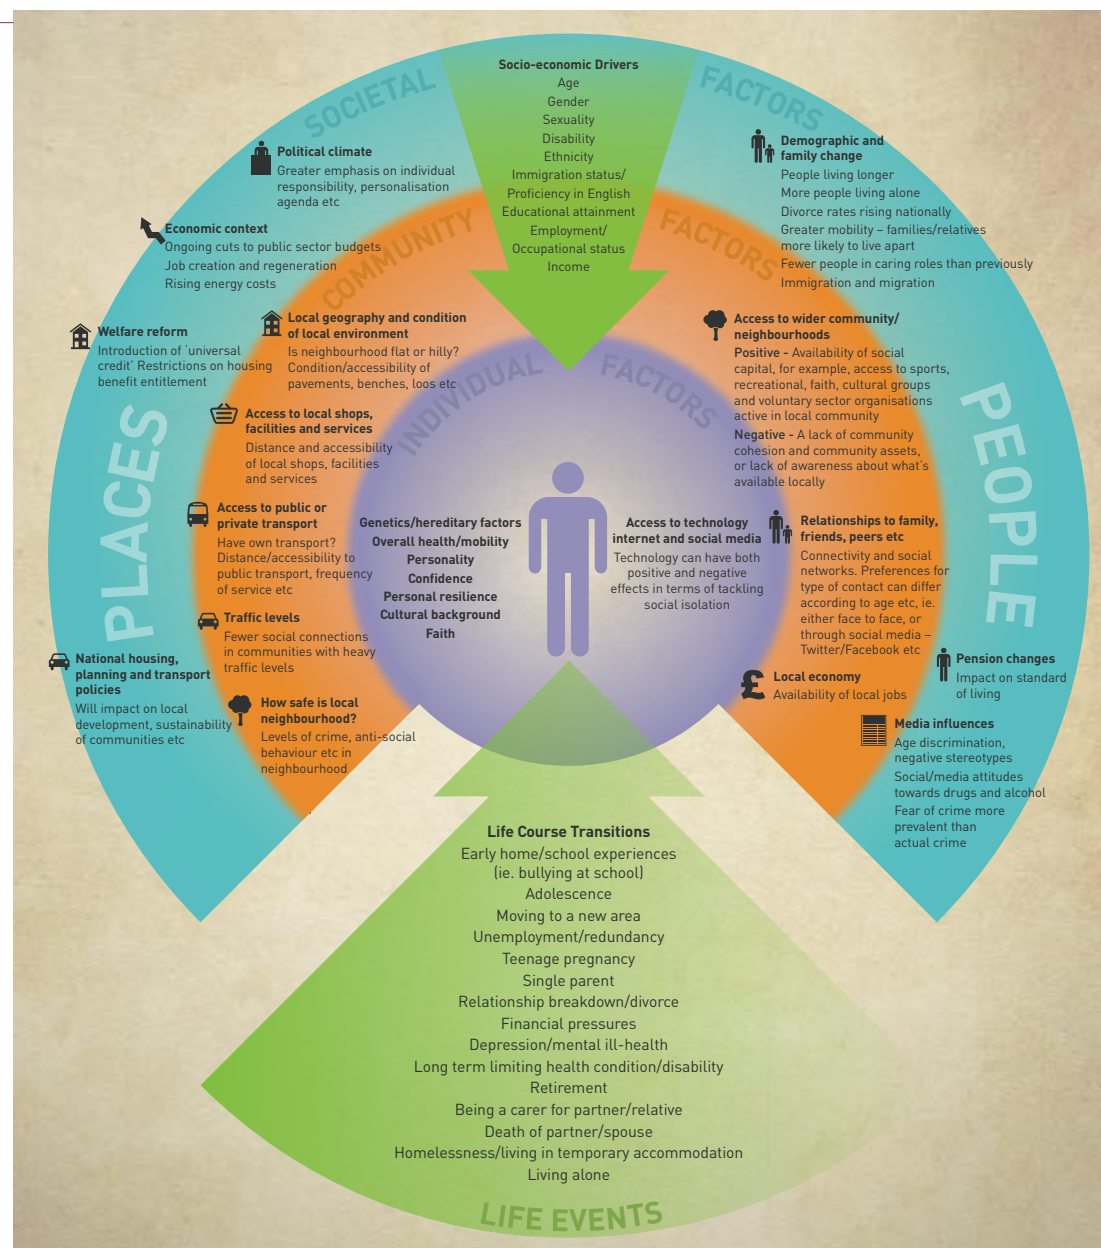 SOCIETAL FACTORS
Socio-economic Drivers
Age
Gender
Sexuality
Disability
Ethnicity
Immigration status/
Proficiency in English
Educational attainment
Employment/
Occupational status
Income
Political climate
Greater emphasis on individual
responsibility, personalisation
agenda etc
Economic context
Ongoing cuts to public sector budgets
Job creation and regeneration
Rising energy costs
Welfare reform
Introduction of ‘universal
credit’ Restrictions on housing
benefit entitlement
PLACES
National housing,
planning and transport
policies
Will impact on local
development, sustainability
of communities etc
Demographic and
family change
People living longer
More people living alone
Divorce rates rising nationally
Greater mobility – families/relatives
more likely to live apart
Fewer people in caring roles than previously
Immigration and migration
PEOPLE
Pension changes
Impact on standard
of living
Media influences
Age discrimination,
negative stereotypes
Social/media attitudes
towards drugs and alcohol
Fear of crime more
prevalent than
actual crime
COMMUNITY FACTORS
Local geography and condition
of local environment
Is neighbourhood flat or hilly?
Condition/accessibility of
pavements, benches, loos etc
Access to local shops,
facilities and services
Distance and accessibility
of local shops, facilities
and services
Access to public or
private transport
Have own transport?
Distance/accessibility to
public transport, frequency
of service etc
Traffic levels
Fewer social connections
in communities with heavy
traffic levels
How safe is local
neighbourhood?
Levels of crime, anti-social
behaviour etc in
neighbourhood
Access to wider community/
neighbourhoods
Positive - Availability of social
capital, for example, access to sports,
recreational, faith, cultural groups
and voluntary sector organisations
active in local community
Negative - A lack of community
cohesion and community assets,
or lack of awareness about what’s
available locally
Relationships to family,
friends, peers etc
Connectivity and social
networks. Preferences for
type of contact can differ
according to age etc, ie.
either face to face, or
through social media –
Twitter/Facebook etc
£
Local economy
Availability of local jobs
INDIVIDUAL FACTORS
Genetics/hereditary factors
Overall health/mobility
Personality
Confidence
Personal resilience
Cultural background
Faith
Access to technology
internet and social media
Technology can have both
positive and negative
effects in terms of tackling
social isolation
Life Course Transitions
Early home/school experiences
(ie. bullying at school)
Adolescence
Moving to a new area
Unemployment/redundancy
Teenage pregnancy
Single parent
Relationship breakdown/divorce
Financial pressures
Depression/mental ill-health
Long term limiting health condition/disability
Retirement
Being a carer for partner/relative
Death of partner/spouse
Homelessness/living in temporary accommodation
Living alone
LIFE EVENTS